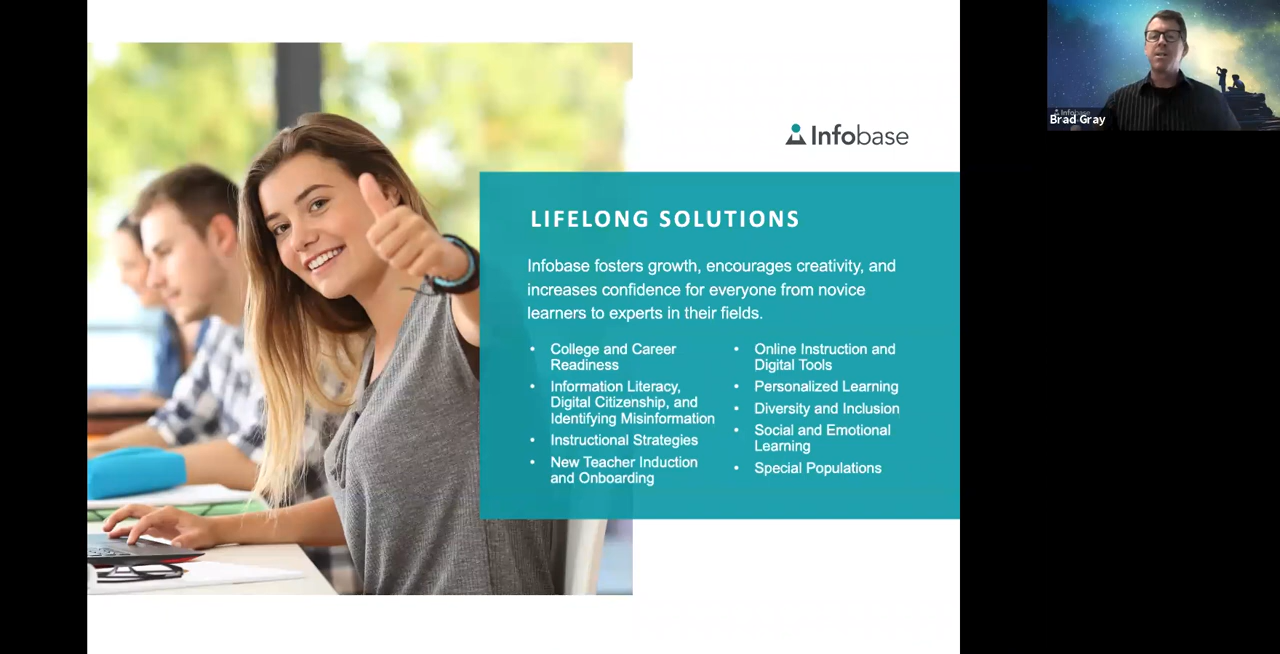 Infobase
LIFELONG SOLUTIONS
Infobase fosters growth, encourages creativity, and
increases confidence for everyone from novice
learners to experts in their fields.
• College and Career
Readiness
• Information Literacy,
Digital Citizenship, and
Identifying Misinformation
• Instructional Strategies
• New Teacher Induction
and Onboarding
• Online Instruction and
Digital Tools
• Personalized Learning
• Diversity and Inclusion
• Social and Emotional
Learning
• Special Populations
Infobase
Brad Gray